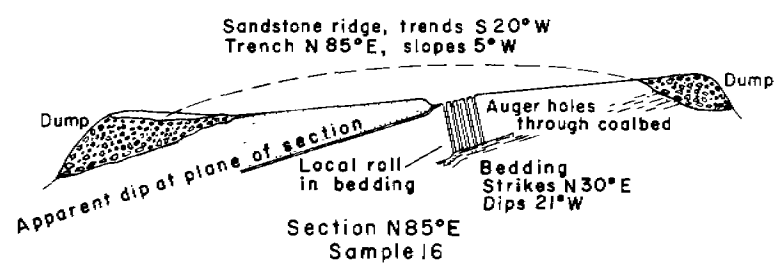 Sandstone ridge, trends S 20° W
Trench N 85° E, slopes 5° W
Dump
Dump
Auger holes
through coalbed
Apparent dip at plane of section
Local roll
in bedding
Bedding
Strikes N 30° E
Dips 21° W
Section N 85° E
Sample 16